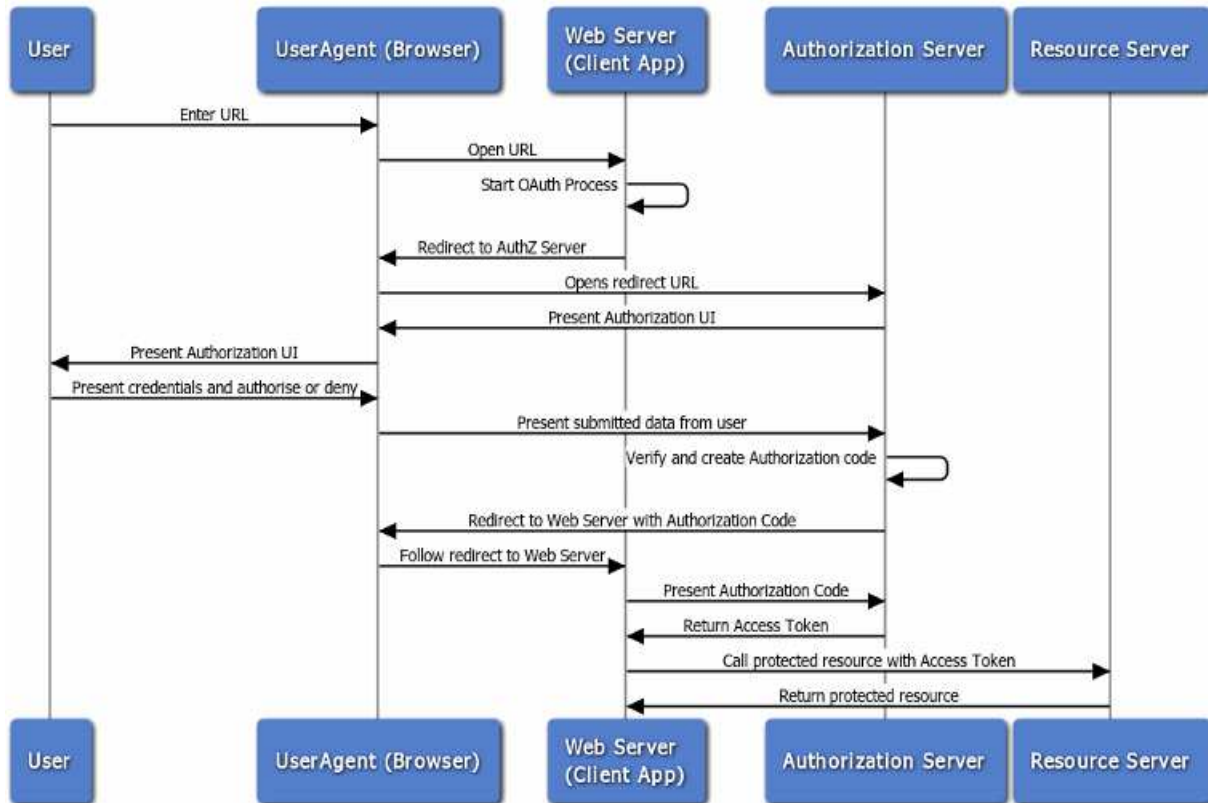 User
UserAgent (Browser)
Web Server
(Client App)
Authorization Server
Resource Server
Enter URL
Open URL
Start OAuth Process
Redirect to AuthZ Server
Opens redirect URL
Present Authorization UI
Present Authorization UI
Present credentials and authorise or deny
Present submitted data from user
Verify and create Authorization code
Redirect to Web Server with Authorization Code
Follow redirect to Web Server
Present Authorization Code
Return Access Token
Call protected resource with Access Token
Return protected resource
User
UserAgent (Browser)
Web Server
(Client App)
Authorization Server
Resource Server